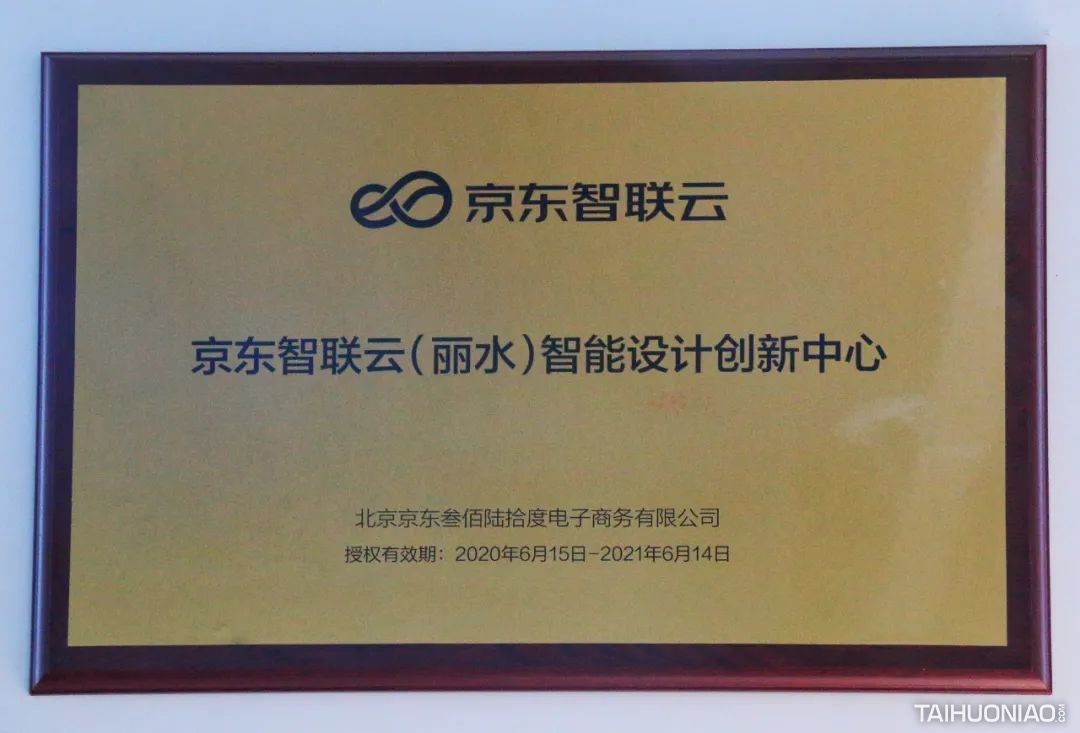 京东智联云
京东智联云(丽水)智能设计创新中心
北京京东叁佰陆拾度电子商务有限公司
授权有效期：2020年6月15日-2021年6月14日
TAIHUONIAO.COM